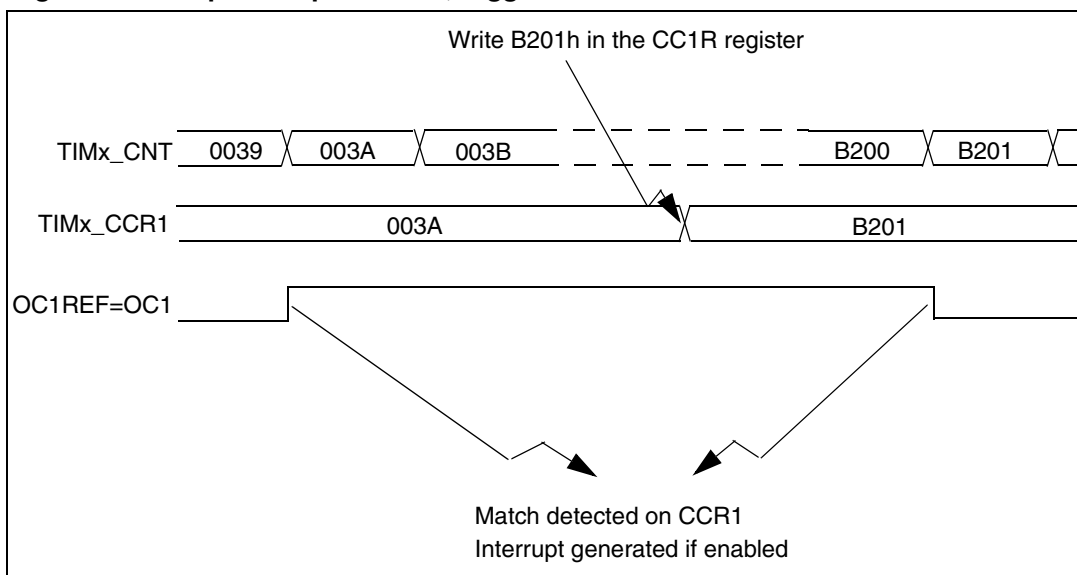 Write B201h in the CC1R register
TIMx_CNT 0039 003A 003B B200 B201
TIMx_CCR1 003A B201
OC1REF=OC1
Match detected on CCR1
Interrupt generated if enabled